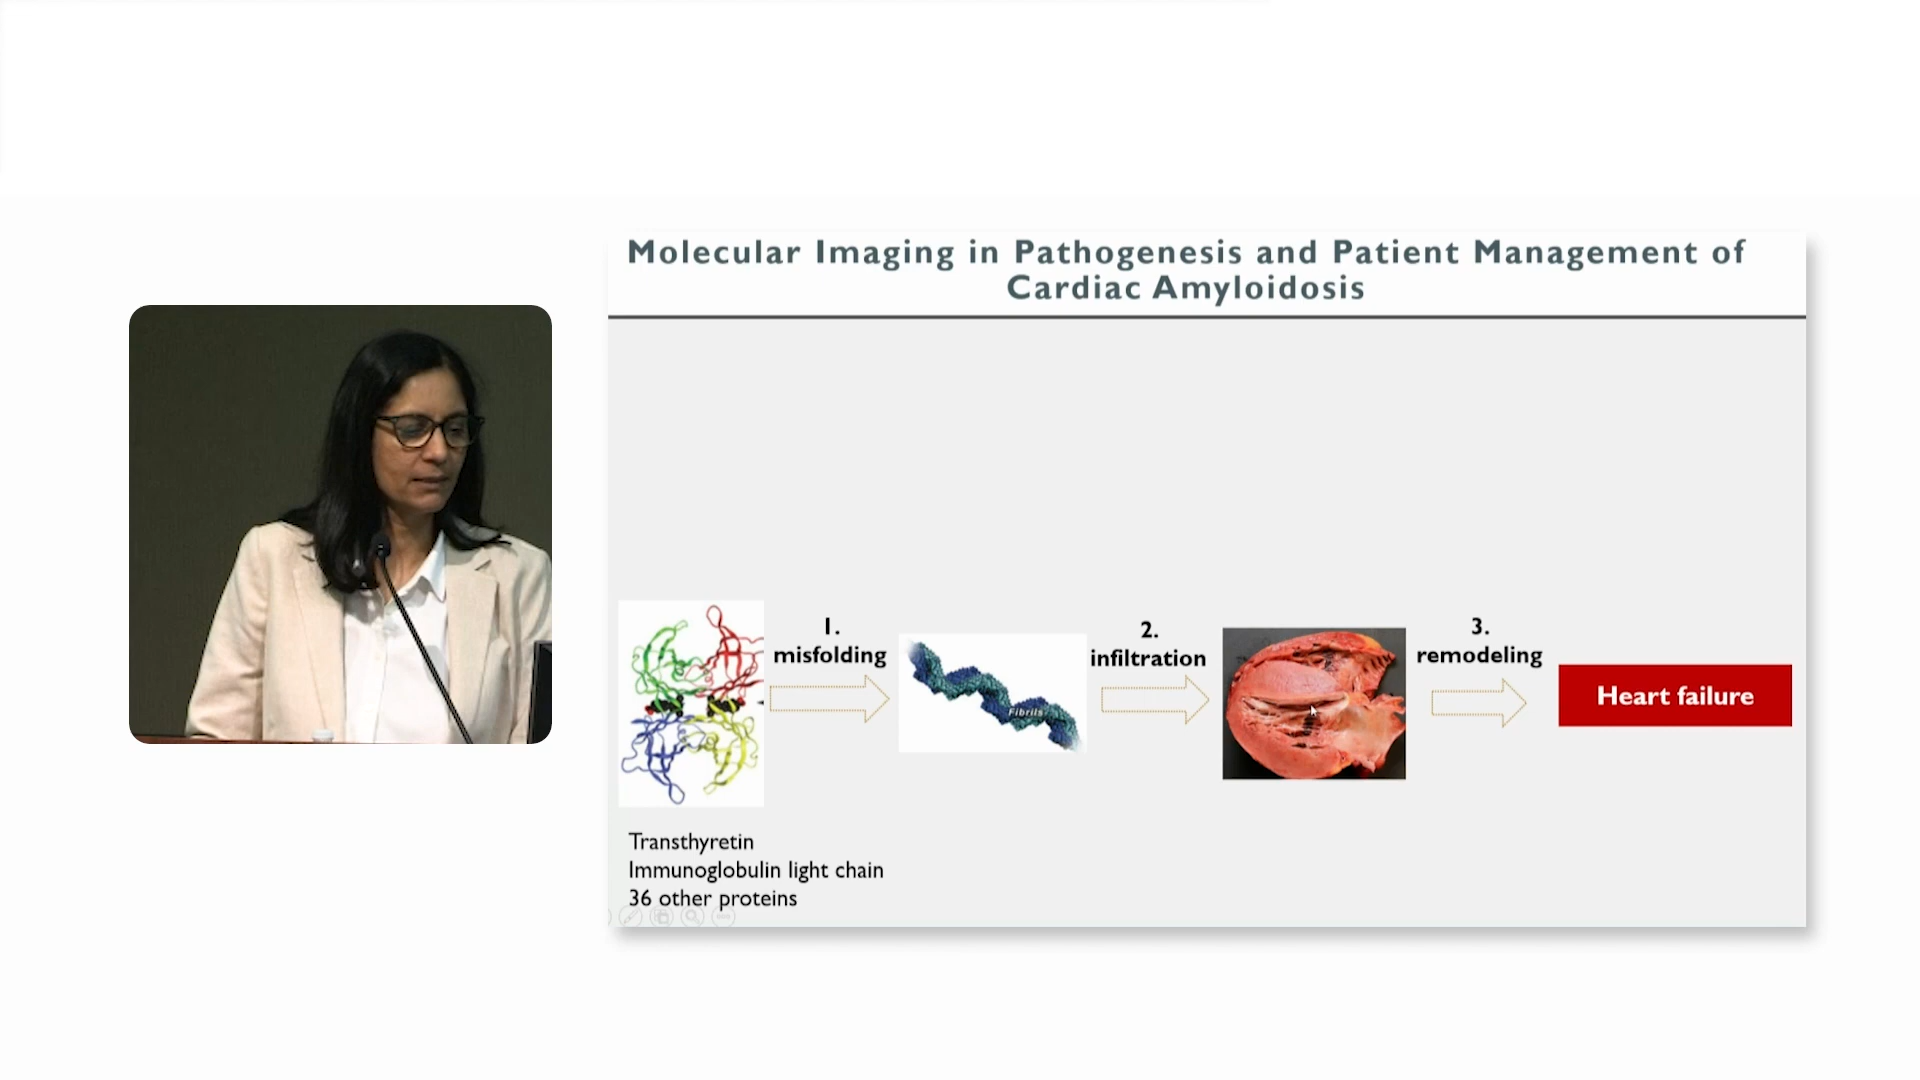 Molecular Imaging in Pathogenesis and Patient Management of
Cardiac Amyloidosis
1.
misfolding
2.
infiltration
3.
remodeling
Fibrils
Heart failure
Transthyretin
Immunoglobulin light chain
36 other proteins